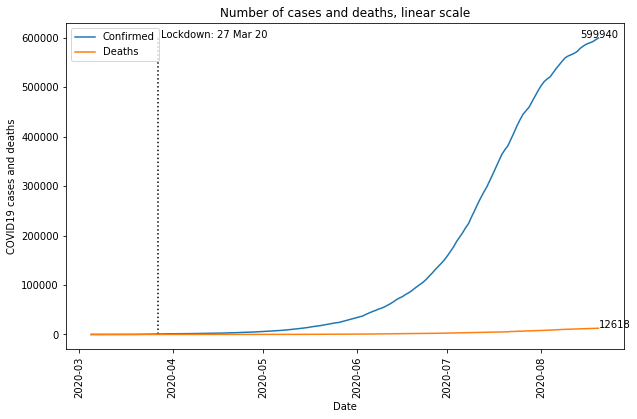 Number of cases and deaths, linear scale
Confirmed
Deaths
Lockdown: 27 Mar 20
599940
12618
COVID19 cases and deaths
600000
500000
400000
300000
200000
100000
0
2020-03
2020-04
2020-05
2020-06
2020-07
2020-08
Date